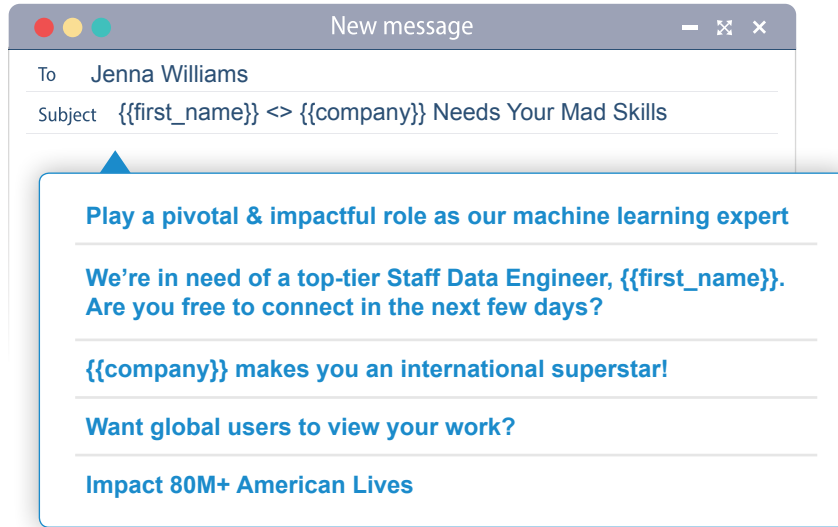 New message
To Jenna Williams
Subject {{first_name}} <> {{company}} Needs Your Mad Skills
Play a pivotal & impactful role as our machine learning expert
We’re in need of a top-tier Staff Data Engineer, {{first_name}}.
Are you free to connect in the next few days?
{{company}} makes you an international superstar!
Want global users to view your work?
Impact 80M+ American Lives